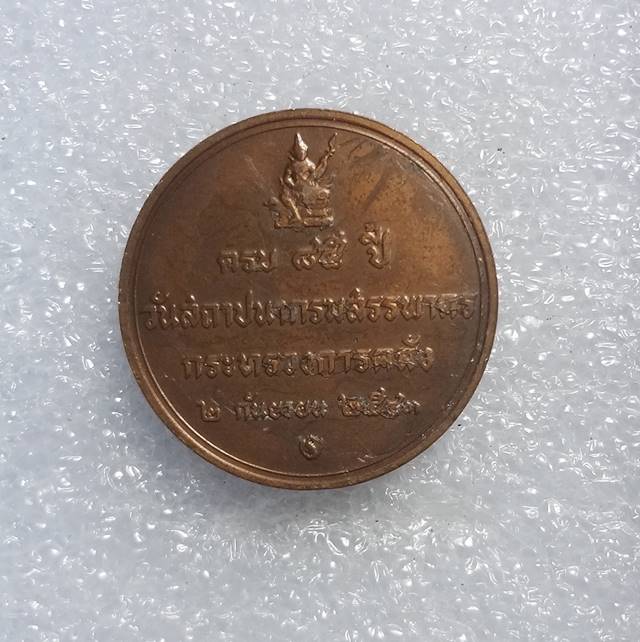 ครบ ๘๕ ปี
วันสถาปนากรมสรรพากร
กระทรวงการคลัง
๒ กันยายน ๒๕๔๓